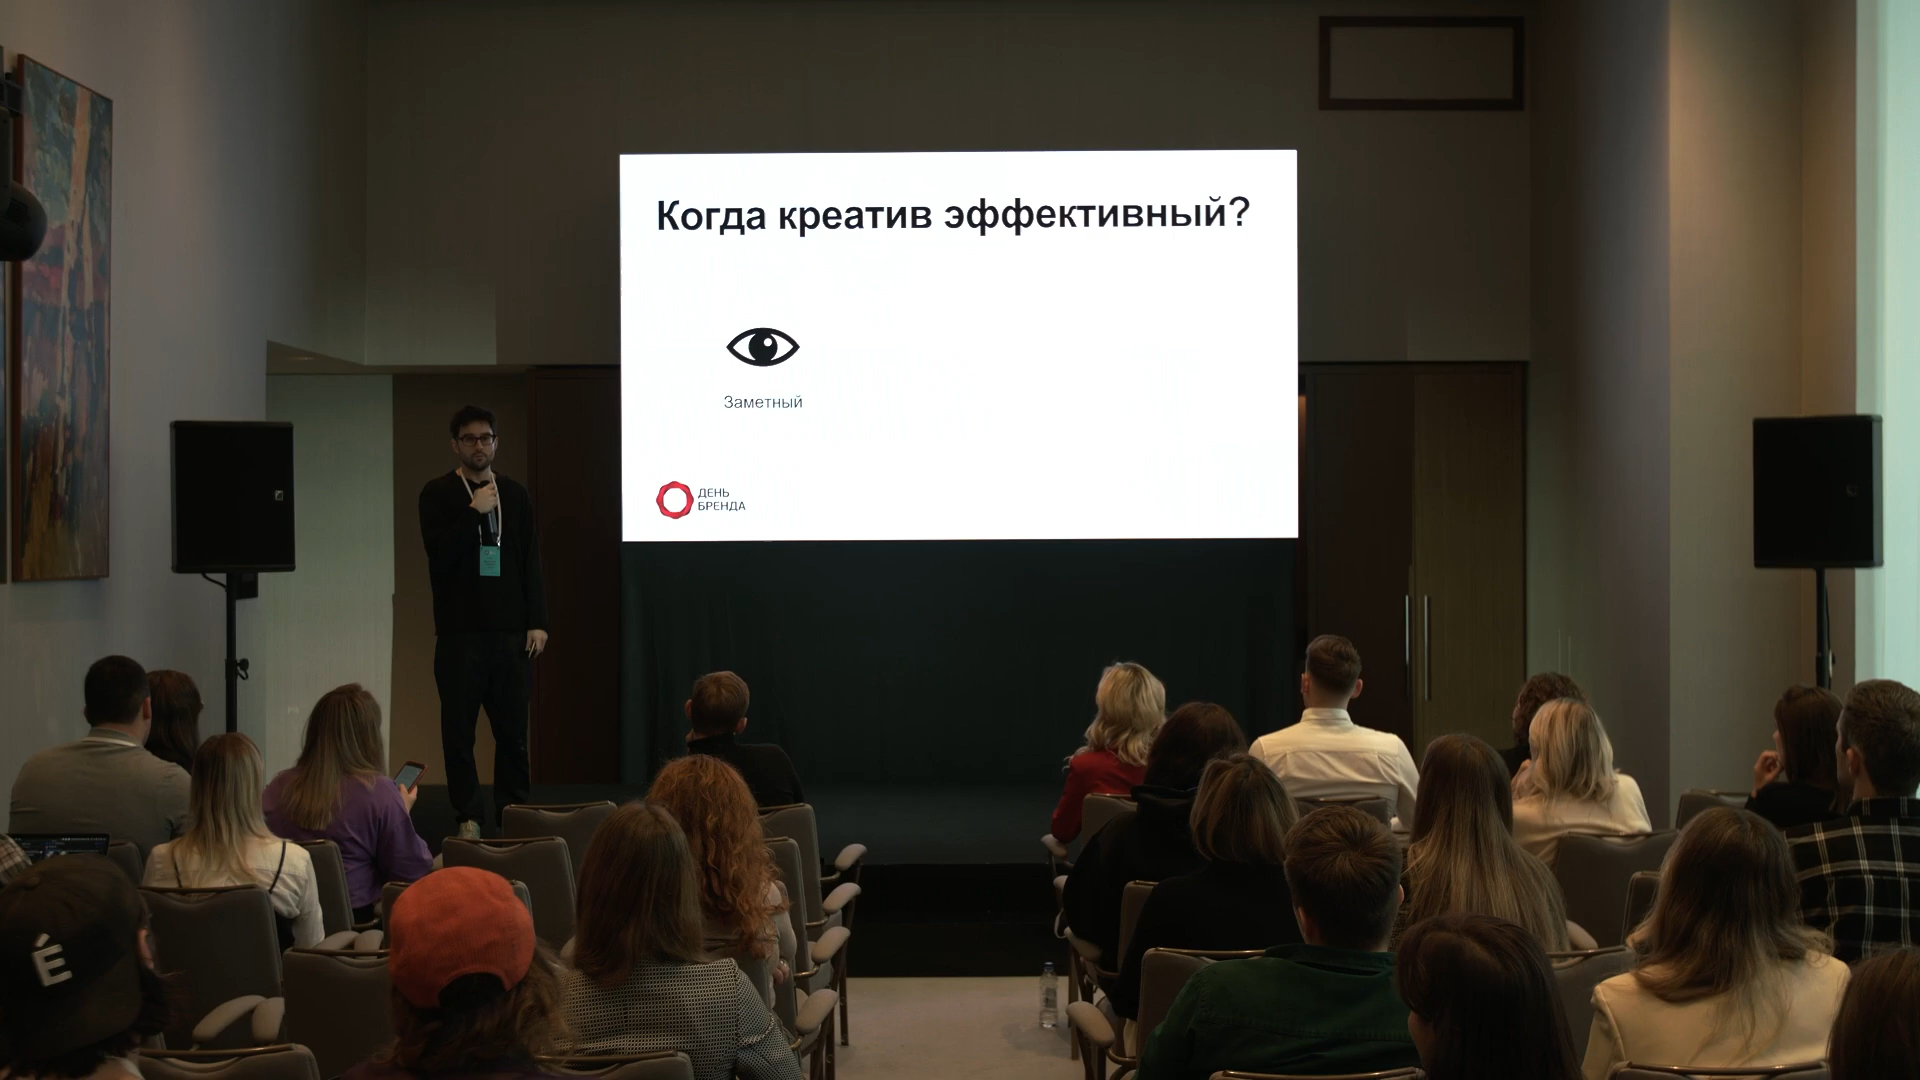 Когда креатив эффективный?
Заметный
ДЕНЬ
БРЕНДА
É